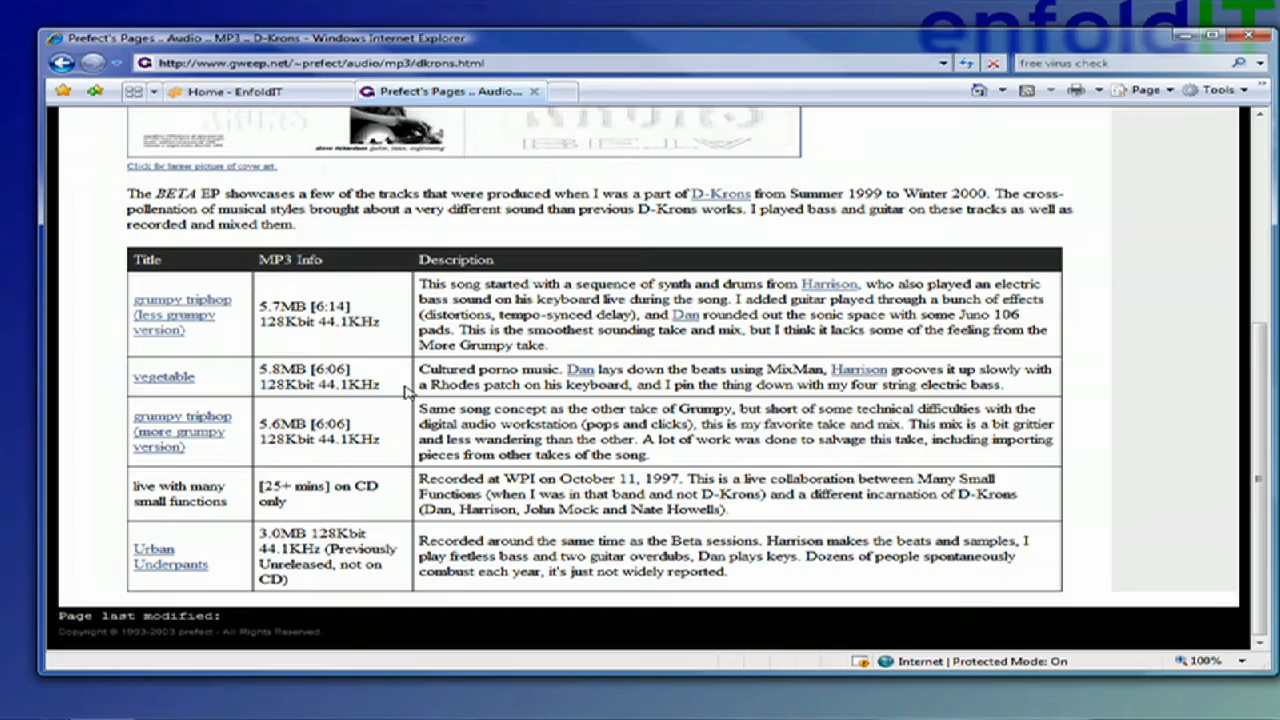 enfoldIT
Prefect's Pages .. Audio .. MP3 .. D-Krons - Windows Internet Explorer
http://www.gweep.net/~prefect/audio/mp3/dkrons.html
free virus check
Home - EnfoldIT
Prefect's Pages .. Audio...
Page
Tools
steve richardson guitar, bass, engineering
Click for larger picture of cover art.
The BETA EP showcases a few of the tracks that were produced when I was a part of D-Krons from Summer 1999 to Winter 2000. The cross-
pollenation of musical styles brought about a very different sound than previous D-Krons works. I played bass and guitar on these tracks as well as
recorded and mixed them.
Title MP3 Info Description
grumpy triphop
(less grumpy
version)
5.7MB [6:14]
128Kbit 44.1KHz
This song started with a sequence of synth and drums from Harrison, who also played an electric
bass sound on his keyboard live during the song. I added guitar played through a bunch of effects
(distortions, tempo-synced delay), and Dan rounded out the sonic space with some Juno 106
pads. This is the smoothest sounding take and mix, but I think it lacks some of the feeling from the
More Grumpy take.
vegetable
5.8MB [6:06]
128Kbit 44.1KHz
Cultured porno music. Dan lays down the beats using MixMan, Harrison grooves it up slowly with
a Rhodes patch on his keyboard, and I pin the thing down with my four string electric bass.
grumpy triphop
(more grumpy
version)
5.6MB [6:06]
128Kbit 44.1KHz
Same song concept as the other take of Grumpy, but short of some technical difficulties with the
digital audio workstation (pops and clicks), this is my favorite take and mix. This mix is a bit grittier
and less wandering than the other. A lot of work was done to salvage this take, including importing
pieces from other takes of the song.
live with many
small functions
[25+ mins] on CD
only
Recorded at WPI on October 11, 1997. This is a live collaboration between Many Small
Functions (when I was in that band and not D-Krons) and a different incarnation of D-Krons
(Dan, Harrison, John Mock and Nate Howells).
Urban
Underpants
3.0MB 128Kbit
44.1KHz (Previously
Unreleased, not on
CD)
Recorded around the same time as the Beta sessions. Harrison makes the beats and samples, I
play fretless bass and two guitar overdubs, Dan plays keys. Dozens of people spontaneously
combust each year, it's just not widely reported.
Page last modified:
Copyright © 1993-2003 prefect - All Rights Reserved.
Internet | Protected Mode: On
100%